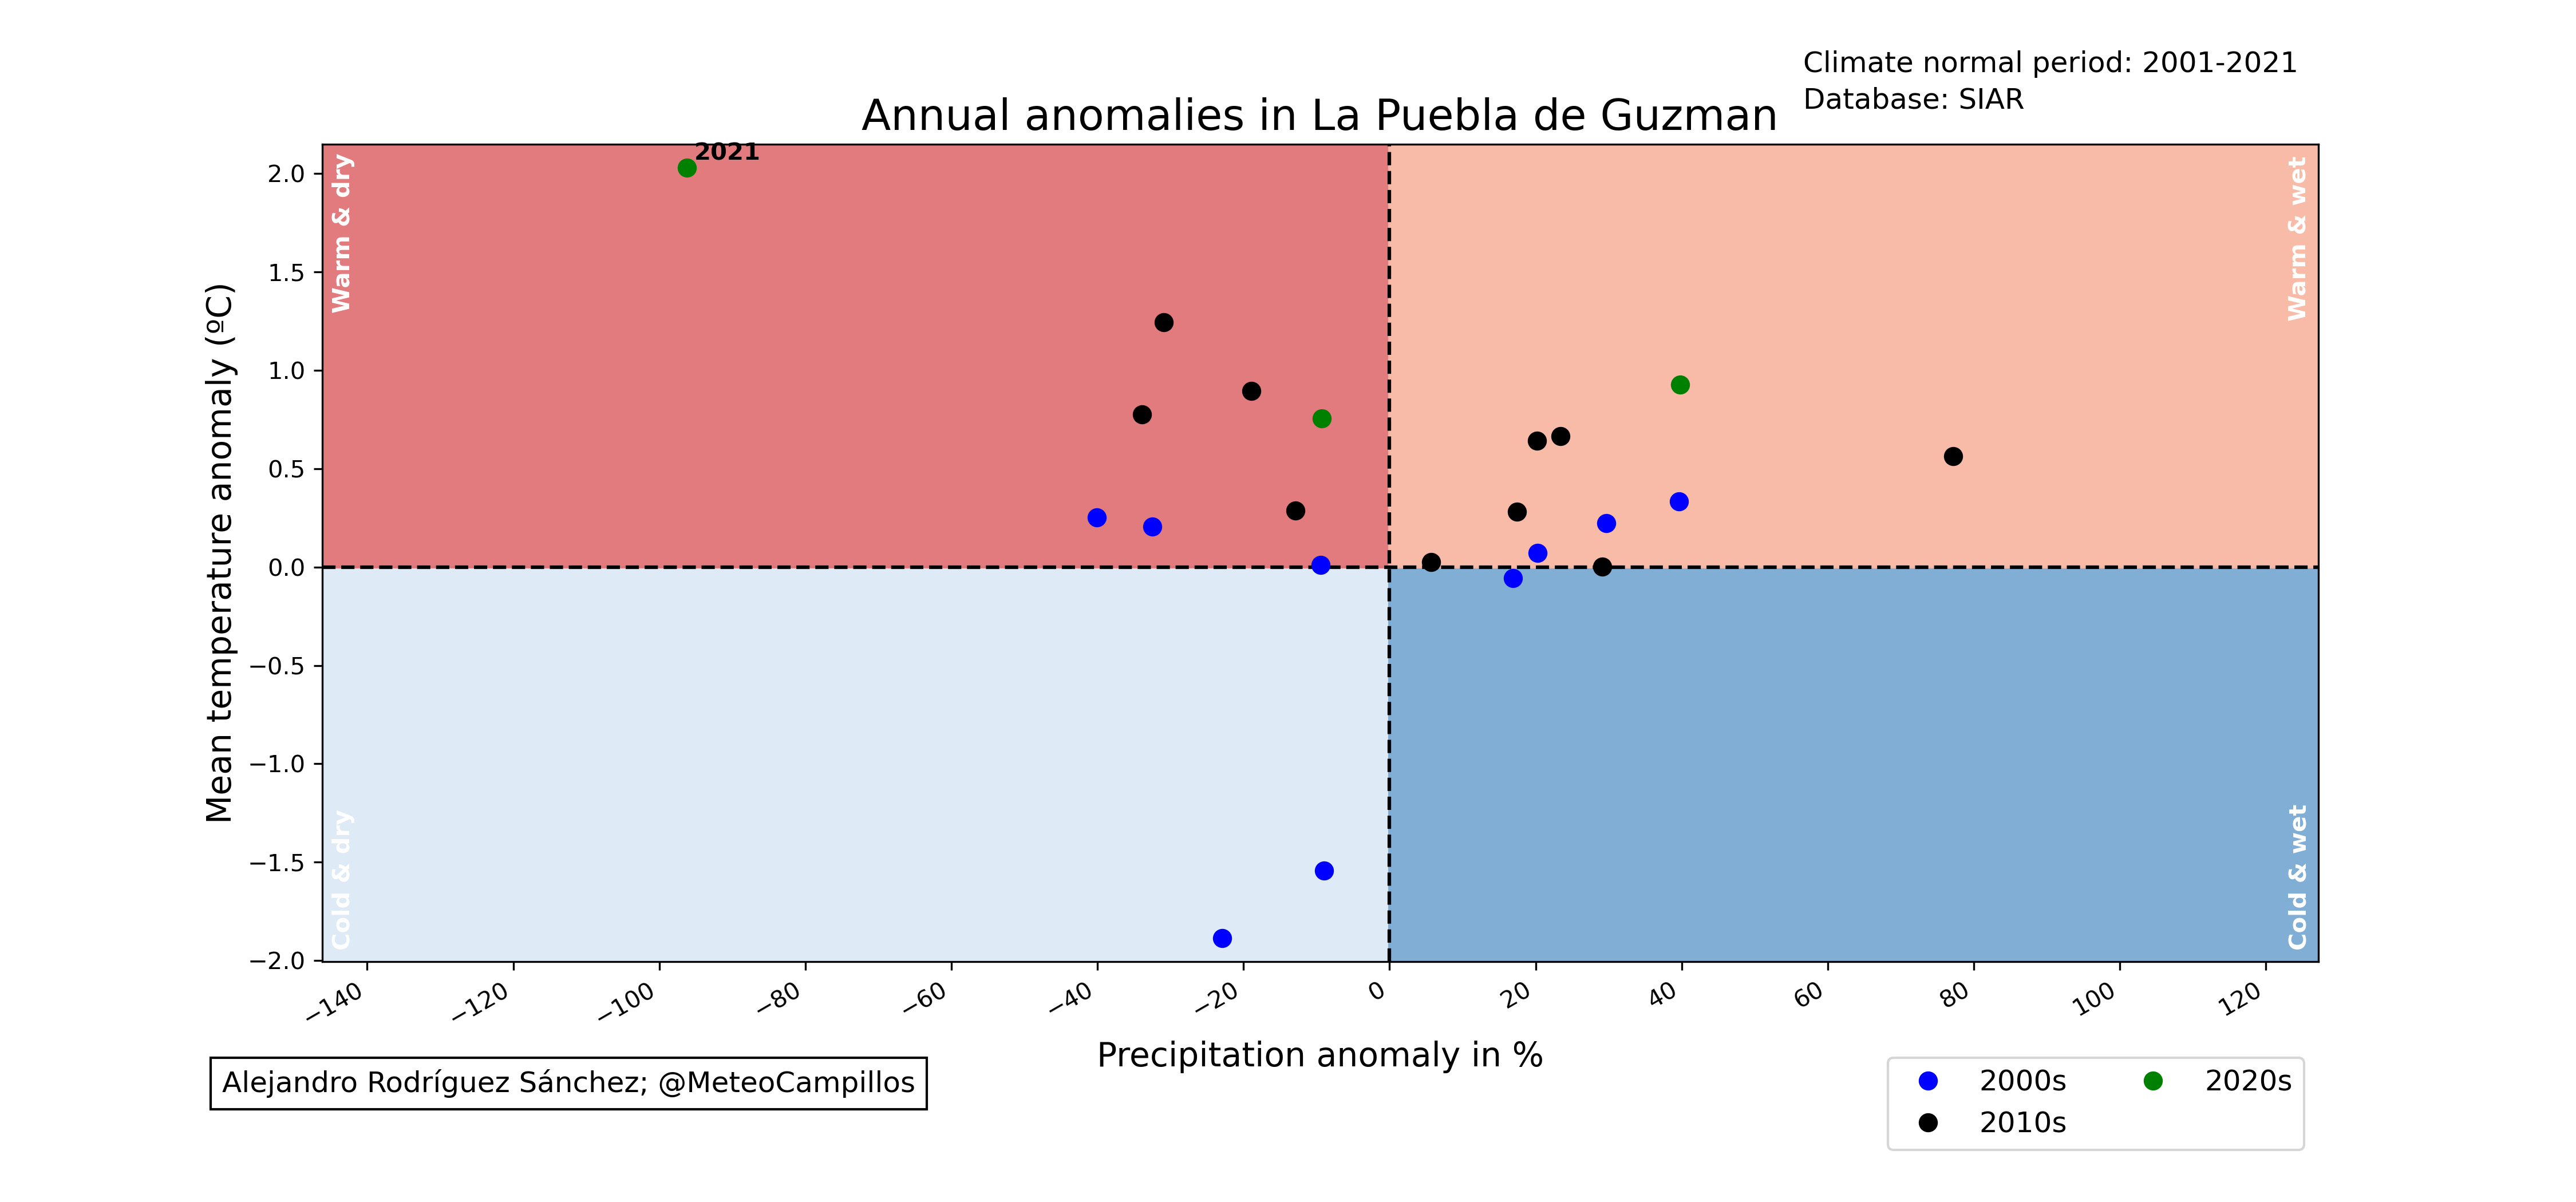 Climate normal period: 2001-2021
Database: SIAR
Annual anomalies in La Puebla de Guzman
2021
Warm & dry
Warm & wet
Cold & dry
Cold & wet
Mean temperature anomaly (ºC)
2.0
1.5
1.0
0.5
0.0
−0.5
−1.0
−1.5
−2.0
−140
−120
−100
−80
−60
−40
−20
0
20
40
60
80
100
120
Precipitation anomaly in %
Alejandro Rodríguez Sánchez; @MeteoCampillos
2000s
2010s
2020s